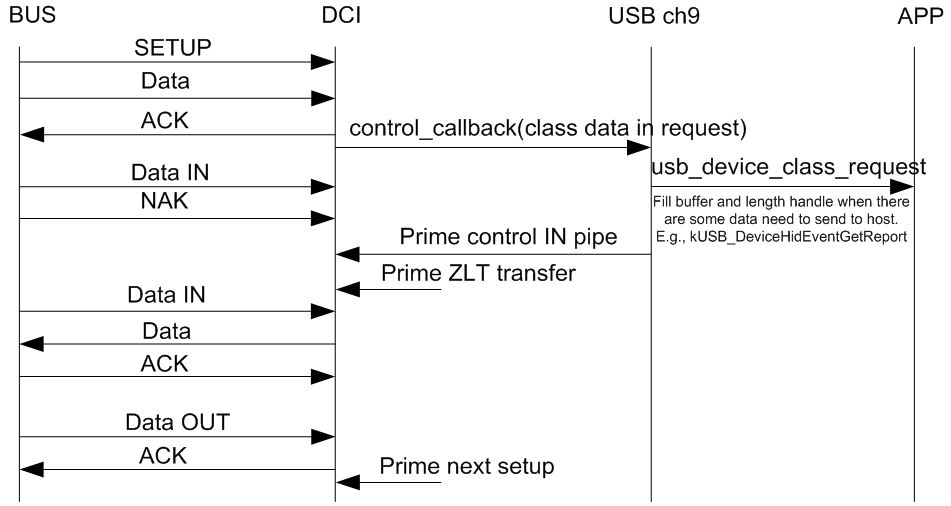 BUS
DCI
USB ch9
APP
SETUP
Data
ACK
control_callback(class data in request)
Data IN
usb_device_class_request
NAK
Fill buffer and length handle when there
are some data need to send to host.
E.g., kUSB_DeviceHidEventGetReport
Prime control IN pipe
Prime ZLT transfer
Data IN
Data
ACK
Data OUT
ACK
Prime next setup